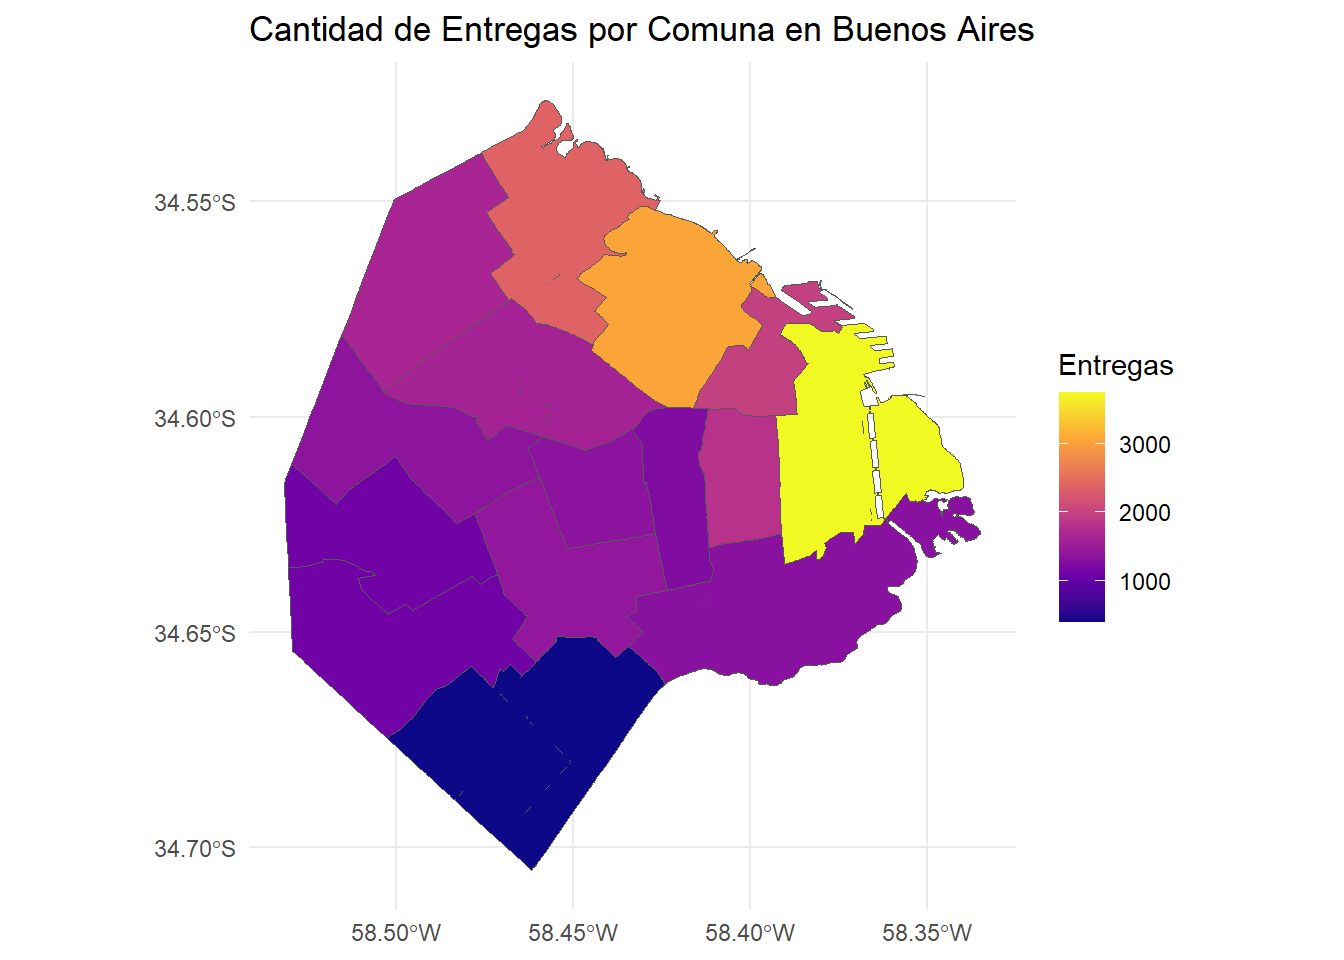 Cantidad de Entregas por Comuna en Buenos Aires
34.55°S
34.60°S
34.65°S
34.70°S
58.50°W
58.45°W
58.40°W
58.35°W
Entregas
3000
2000
1000